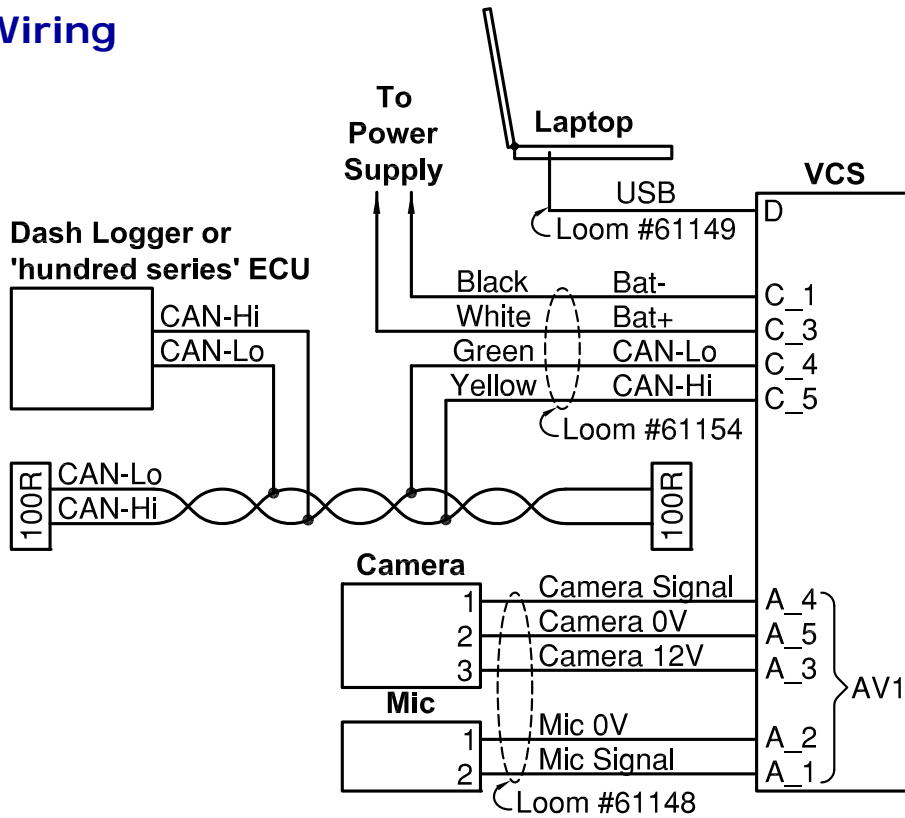 Wiring
To
Power
Supply
Laptop
VCS
USB
D
Loom #61149
Dash Logger or
'hundred series' ECU
CAN-Hi
CAN-Lo
Black Bat- C_1
White Bat+ C_3
Green CAN-Lo C_4
Yellow CAN-Hi C_5
Loom #61154
100R
CAN-Lo
CAN-Hi
100R
Camera
1 Camera Signal A_4
2 Camera 0V A_5
3 Camera 12V A_3
AV1
Mic
1 Mic 0V A_2
2 Mic Signal A_1
Loom #61148